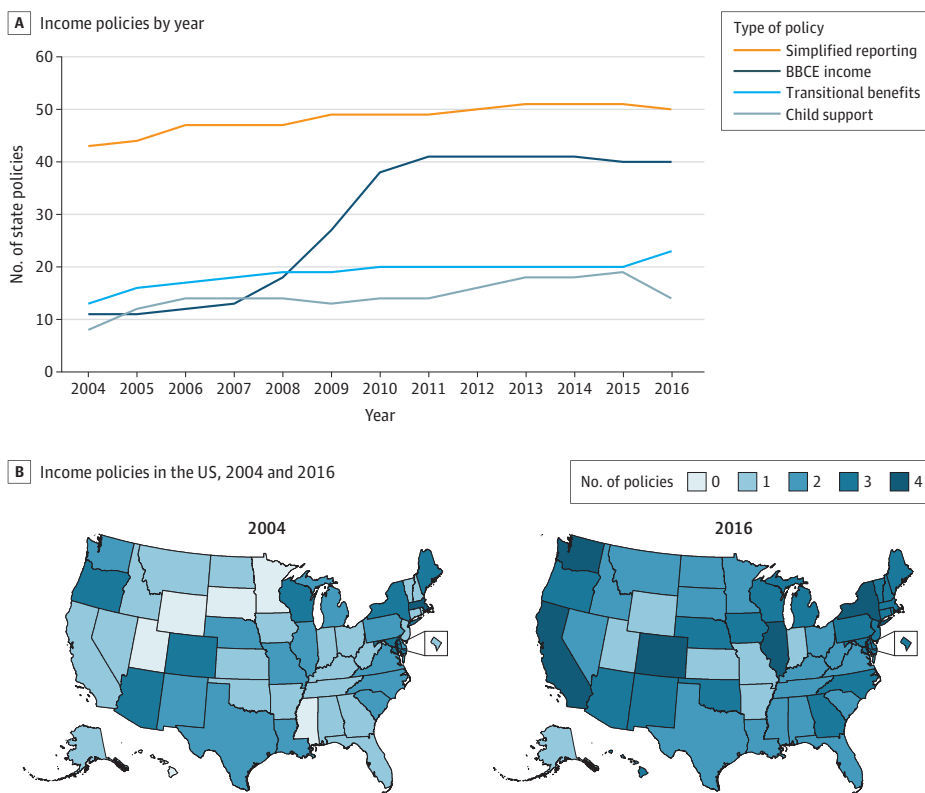 A Income policies by year
Type of policy
Simplified reporting
BBCE income
Transitional benefits
Child support
No. of state policies
60
50
40
30
20
10
0
2004 2005 2006 2007 2008 2009 2010 2011 2012 2013 2014 2015 2016
Year
B Income policies in the US, 2004 and 2016
No. of policies 0 1 2 3 4
2004
2016